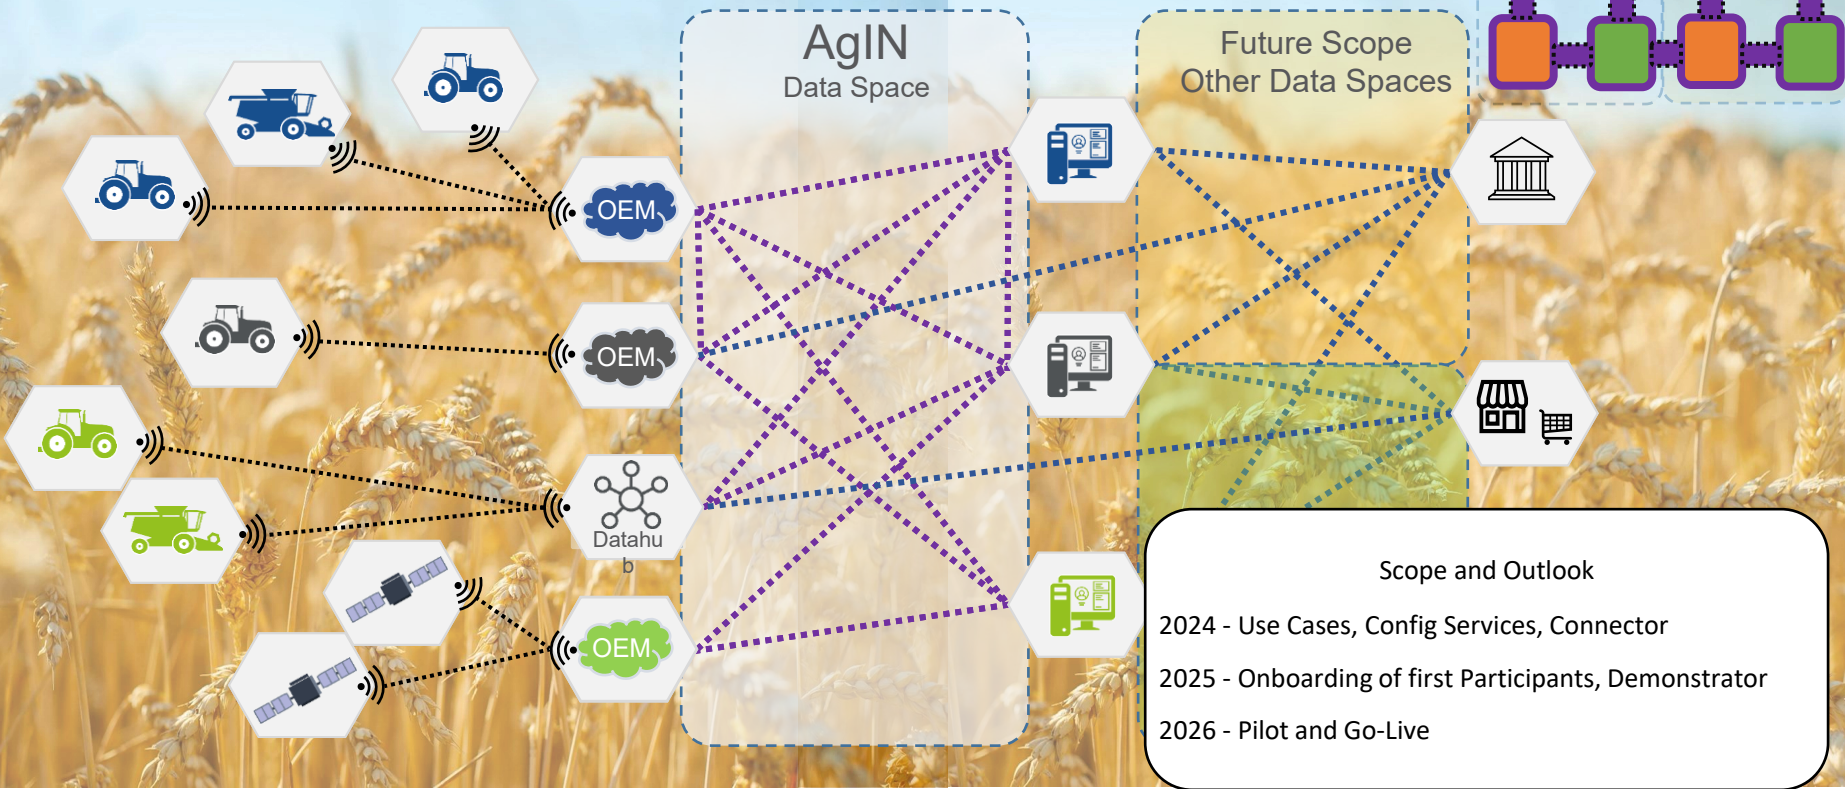 AgIN
Data Space
Future Scope
Other Data Spaces
OEM
OEM
Datahu
b
OEM
Scope and Outlook
2024 - Use Cases, Config Services, Connector
2025 - Onboarding of first Participants, Demonstrator
2026 - Pilot and Go-Live